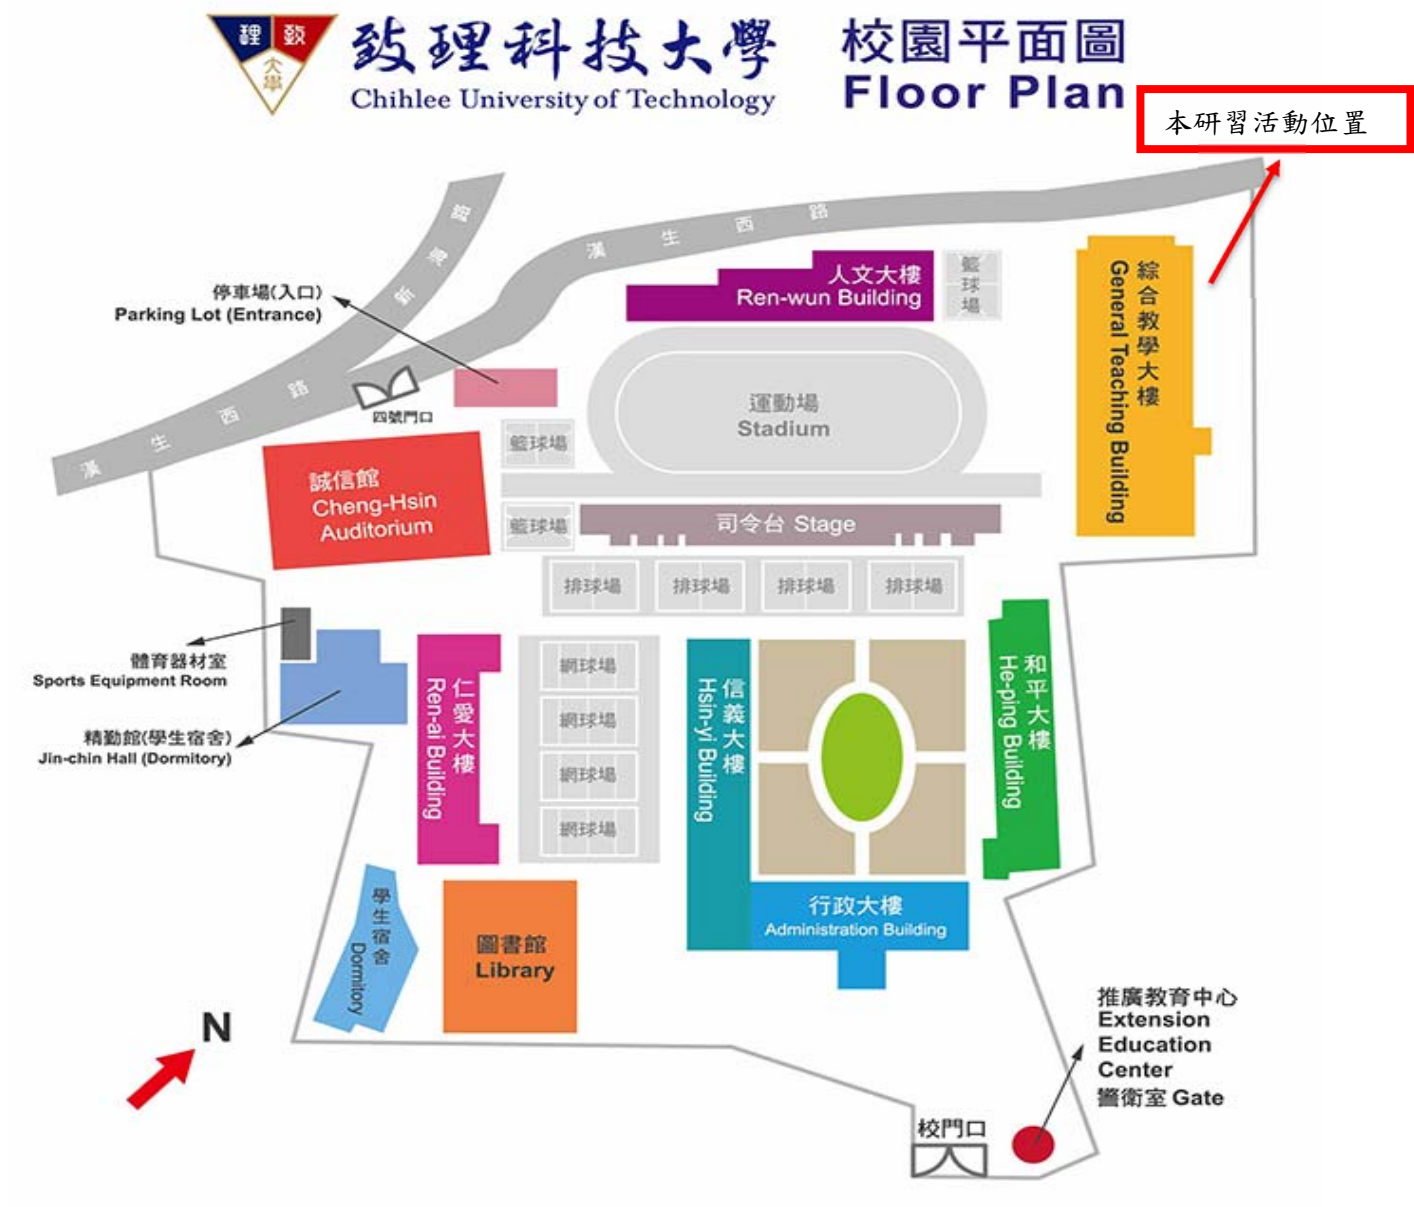 理 致
大學
致理科技大學
Chihlee University of Technology
校園平面圖
Floor Plan
本研習活動位置
新海路
漢生西路
漢生西路
停車場(入口)
Parking Lot (Entrance)
四號門口
人文大樓
Ren-wun Building
籃球場
綜合教學大樓
General Teaching Building
運動場
Stadium
籃球場
誠信館
Cheng-Hsin
Auditorium
籃球場
司令台 Stage
排球場
排球場
排球場
排球場
體育器材室
Sports Equipment Room
精勤館(學生宿舍)
Jin-chin Hall (Dormitory)
仁愛大樓
Ren-ai Building
網球場
網球場
網球場
網球場
信義大樓
Hsin-yi Building
和平大樓
He-ping Building
學生宿舍
Dormitory
圖書館
Library
行政大樓
Administration Building
N
推廣教育中心
Extension
Education
Center
警衛室 Gate
校門口